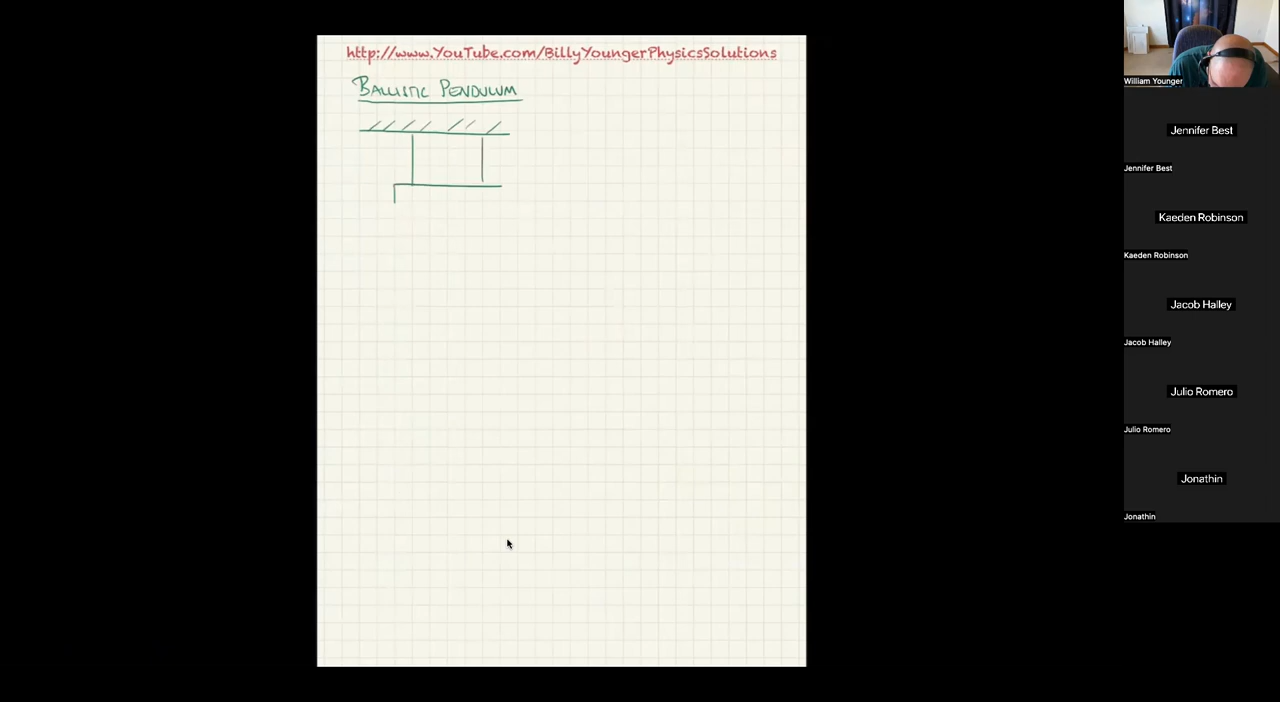 http://www.YouTube.com/BillyYoungerPhysicsSolutions
BALLISTIC PENDULUM
William Younger
Jennifer Best
Jennifer Best
Kaeden Robinson
Kaeden Robinson
Jacob Halley
Jacob Halley
Julio Romero
Julio Romero
Jonathin
Jonathin